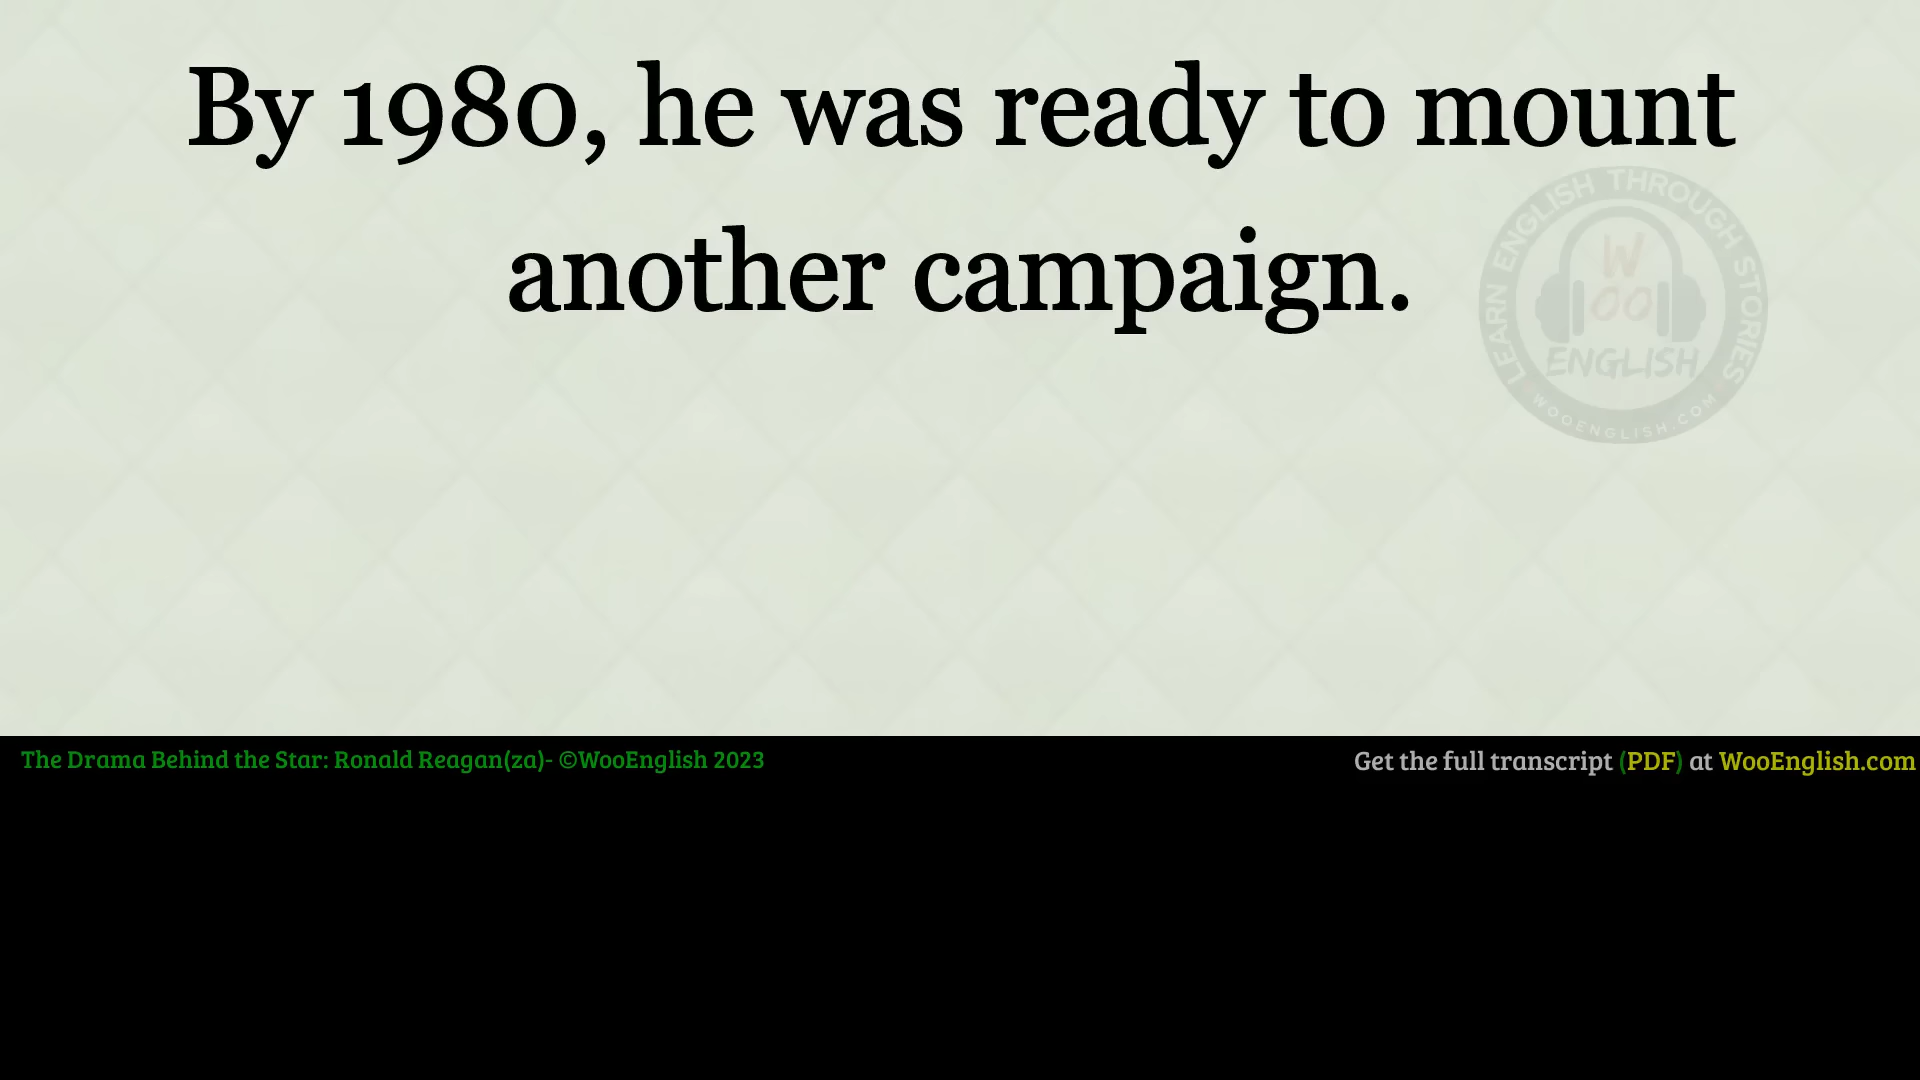 By 1980, he was ready to mount
another campaign.
LEARN ENGLISH THROUGH STORIES
W
OO
ENGLISH
WOOENGLISH.COM
The Drama Behind the Star: Ronald Reagan(za)- ©WooEnglish 2023
Get the full transcript (PDF) at WooEnglish.com